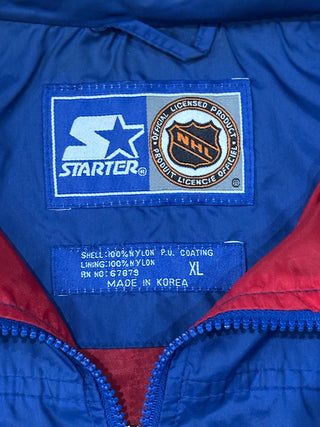 STARTER®
OFFICIAL LICENSED PRODUCT
NHL
PRODUIT LICENCIÉ OFFICIEL
®
SHELL:100%NYLON P.U. COATING
LINING:100%NYLON
RN NO: 67879
MADE IN KOREA
XL